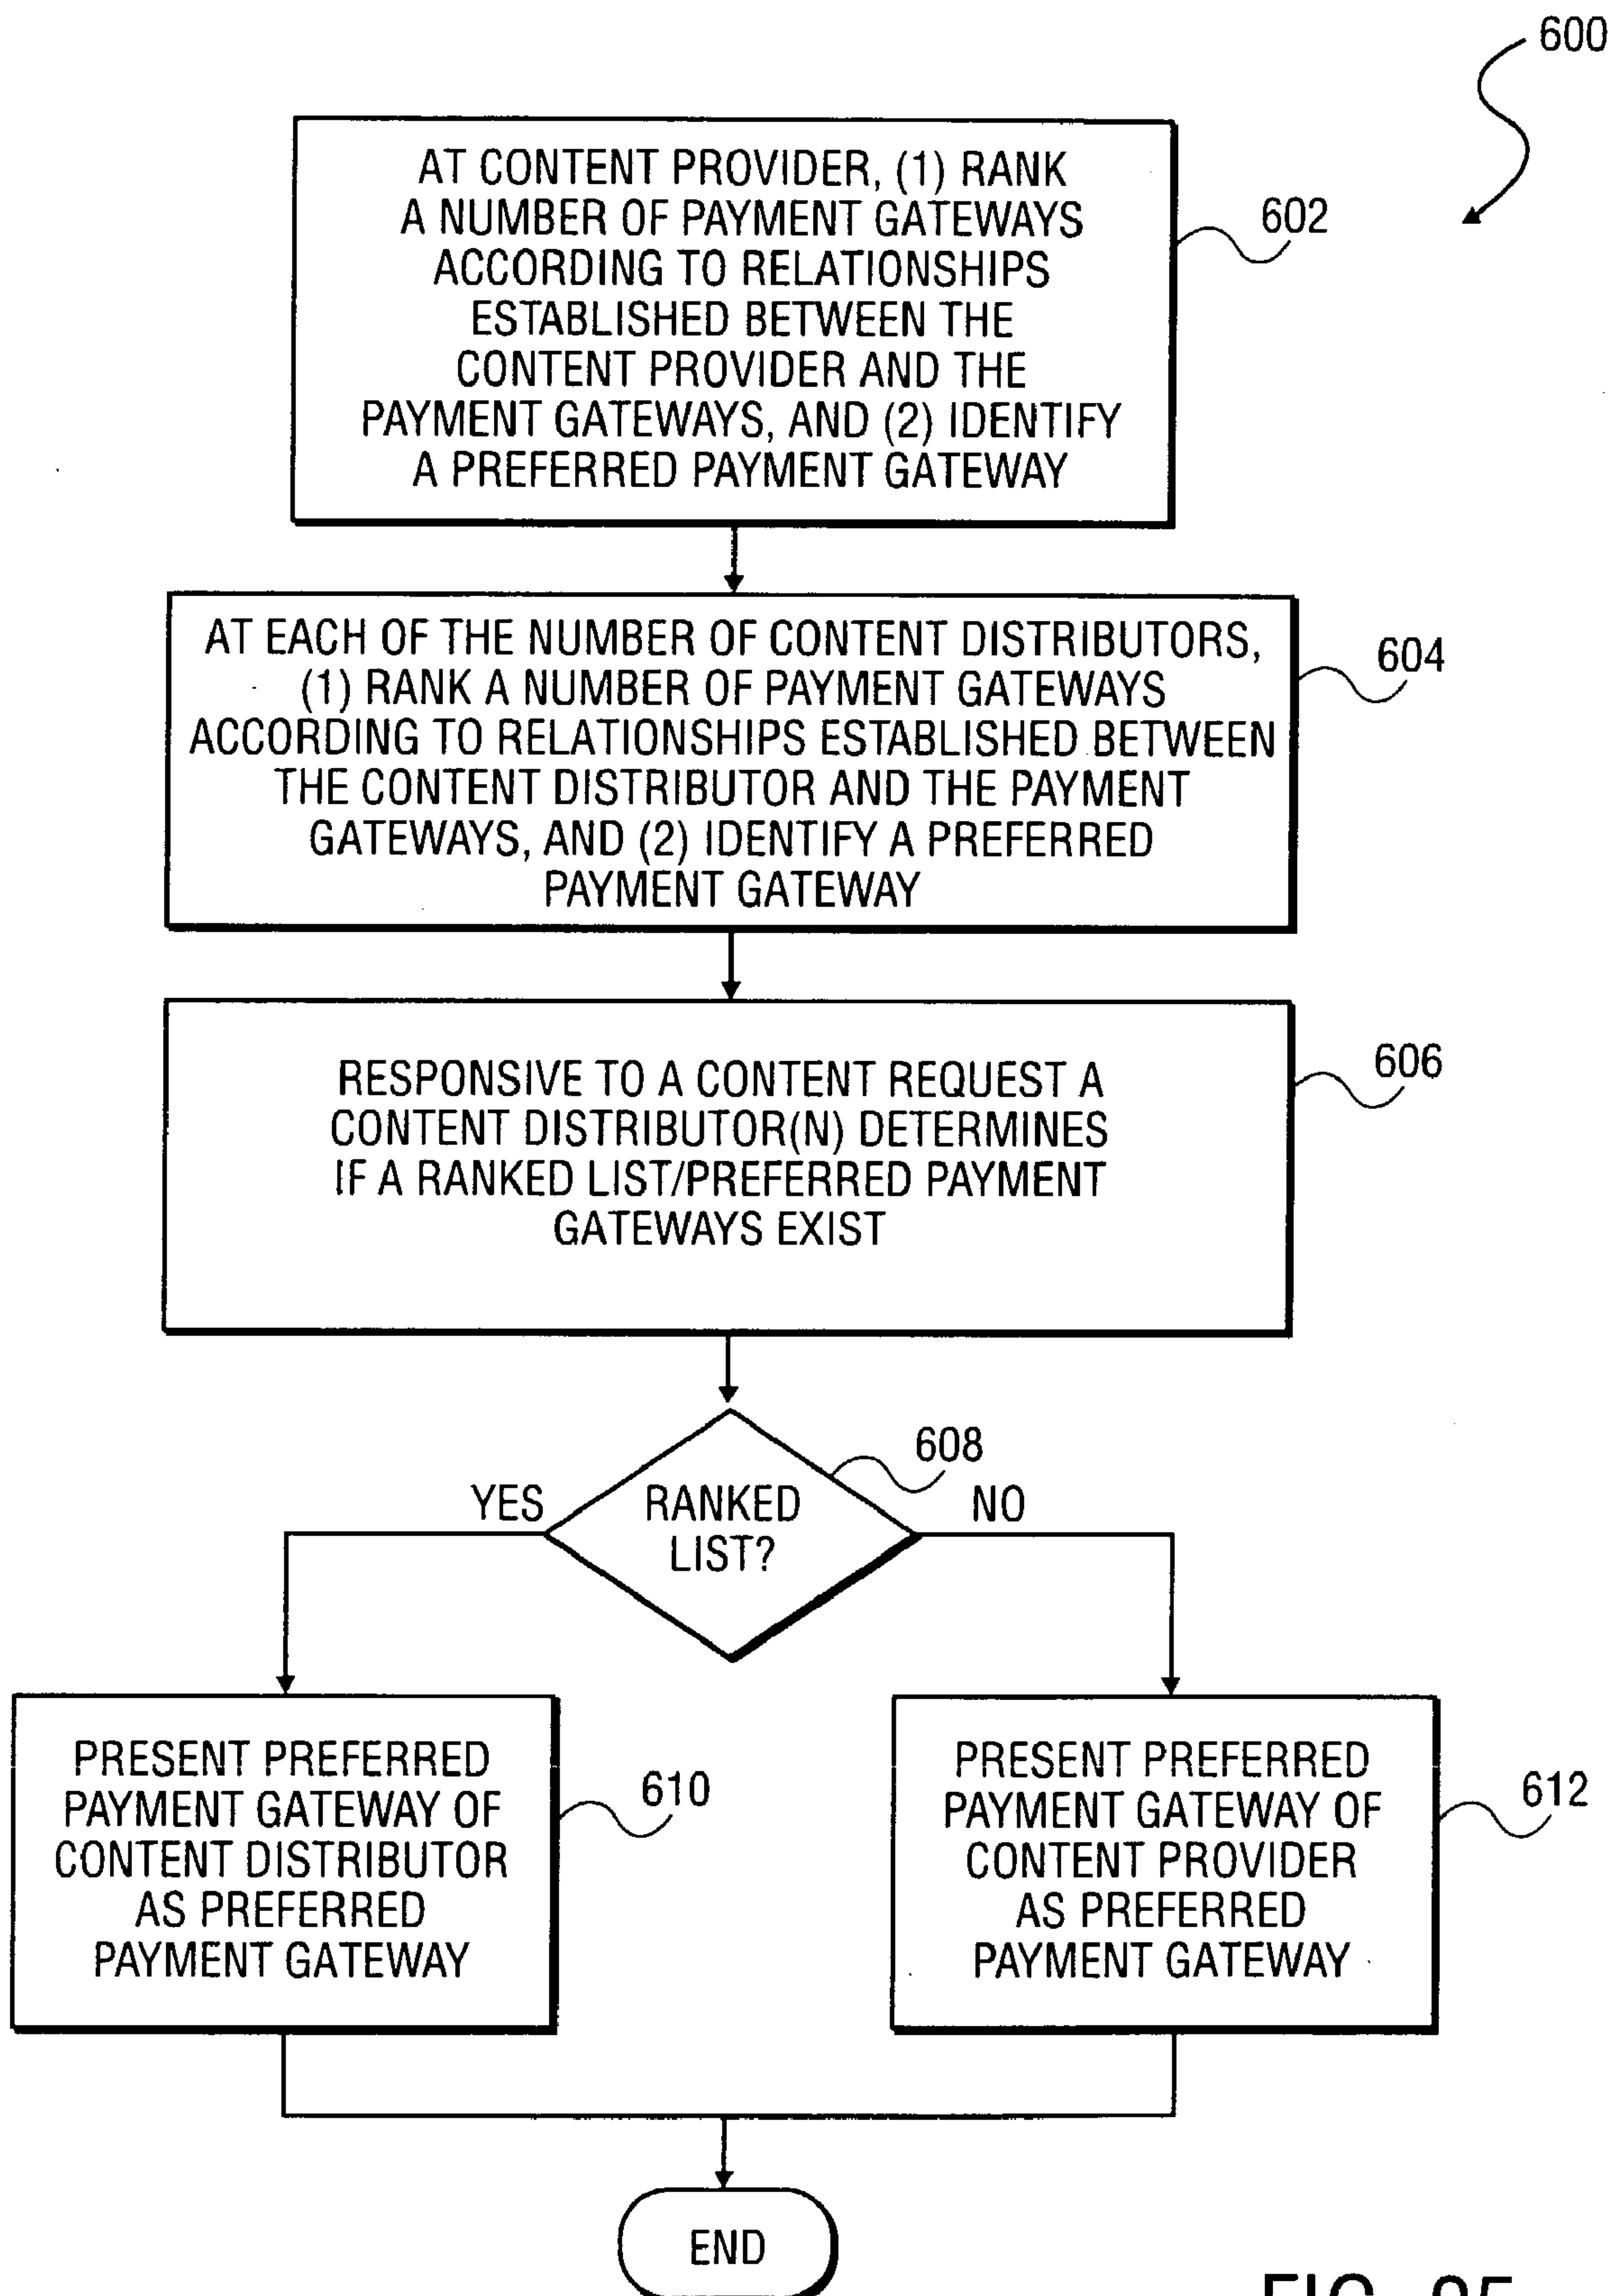 600
AT CONTENT PROVIDER, (1) RANK
A NUMBER OF PAYMENT GATEWAYS
ACCORDING TO RELATIONSHIPS
ESTABLISHED BETWEEN THE
CONTENT PROVIDER AND THE
PAYMENT GATEWAYS, AND (2) IDENTIFY
A PREFERRED PAYMENT GATEWAY
602
AT EACH OF THE NUMBER OF CONTENT DISTRIBUTORS,
(1) RANK A NUMBER OF PAYMENT GATEWAYS
ACCORDING TO RELATIONSHIPS ESTABLISHED BETWEEN
THE CONTENT DISTRIBUTOR AND THE PAYMENT
GATEWAYS, AND (2) IDENTIFY A PREFERRED
PAYMENT GATEWAY
604
RESPONSIVE TO A CONTENT REQUEST A
CONTENT DISTRIBUTOR(N) DETERMINES
IF A RANKED LIST/PREFERRED PAYMENT
GATEWAYS EXIST
606
608
YES
RANKED
LIST?
NO
PRESENT PREFERRED
PAYMENT GATEWAY OF
CONTENT DISTRIBUTOR
AS PREFERRED
PAYMENT GATEWAY
610
PRESENT PREFERRED
PAYMENT GATEWAY OF
CONTENT PROVIDER
AS PREFERRED
PAYMENT GATEWAY
612
END
FIG. 25